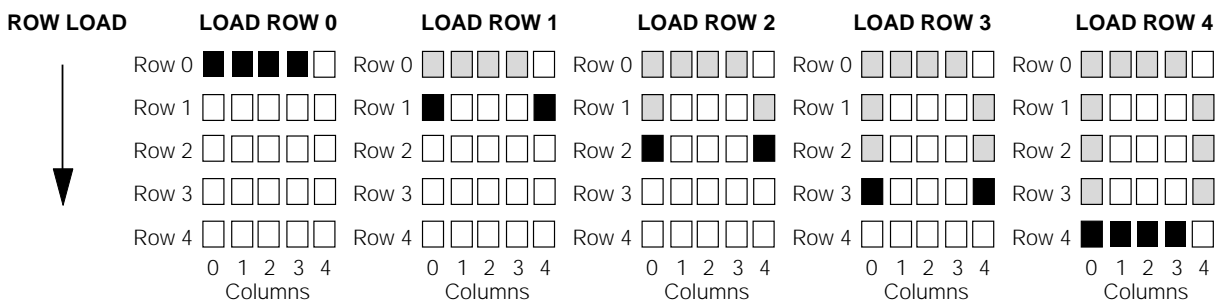 ROW LOAD LOAD ROW 0 LOAD ROW 1 LOAD ROW 2 LOAD ROW 3 LOAD ROW 4
Row 0 Row 0 Row 0 Row 0 Row 0
Row 1 Row 1 Row 1 Row 1 Row 1
Row 2 Row 2 Row 2 Row 2 Row 2
Row 3 Row 3 Row 3 Row 3 Row 3
Row 4 Row 4 Row 4 Row 4 Row 4
0 1 2 3 4 0 1 2 3 4 0 1 2 3 4 0 1 2 3 4 0 1 2 3 4
Columns Columns Columns Columns Columns